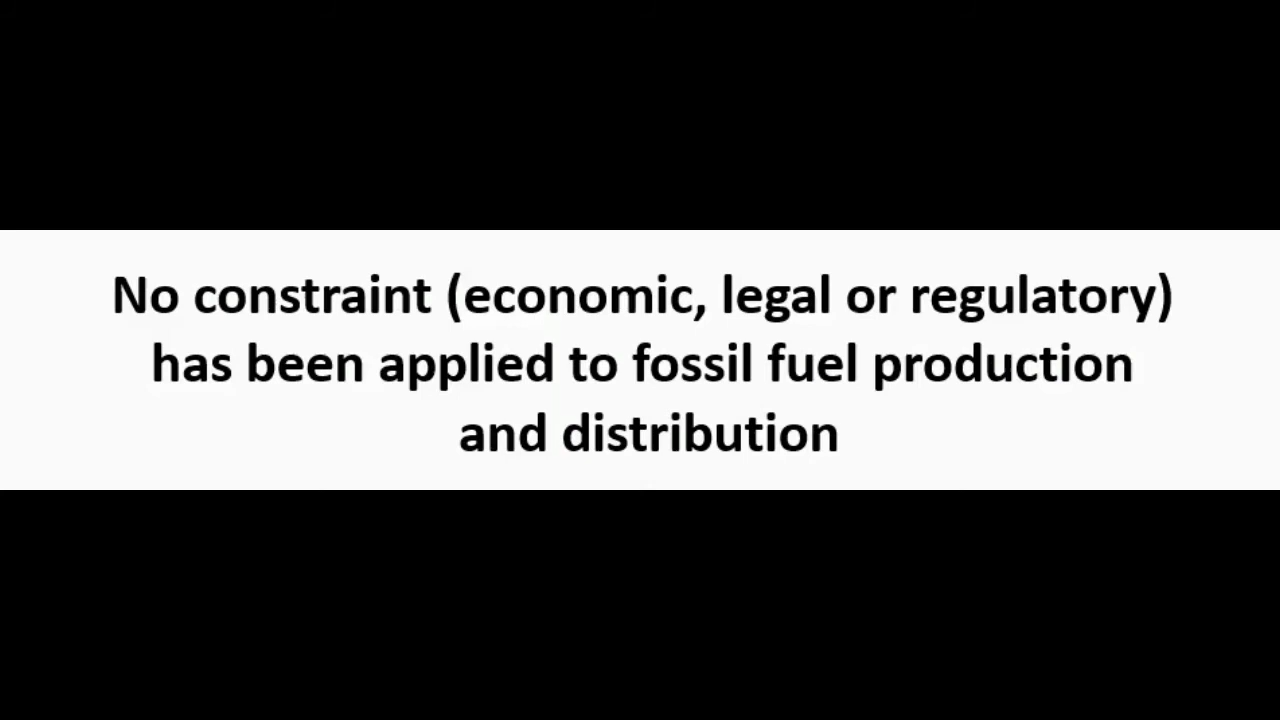 No constraint (economic, legal or regulatory)
has been applied to fossil fuel production
and distribution